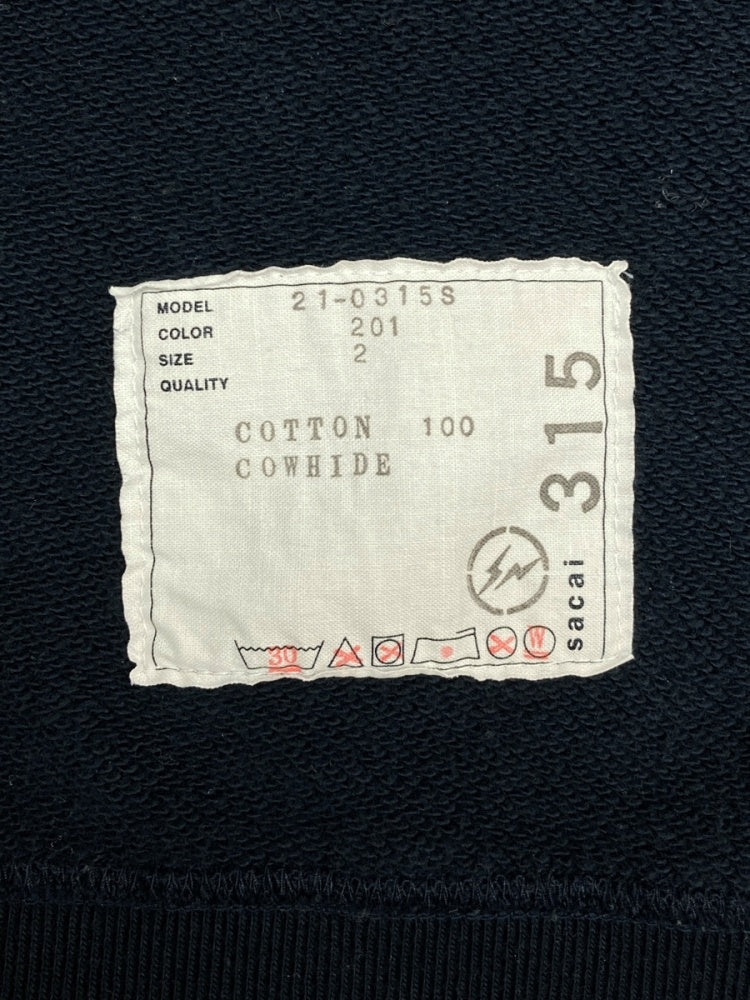 MODEL 21-0315S
COLOR 201
SIZE 2
QUALITY
COTTON 100
COWHIDE
315
sacai
30
W